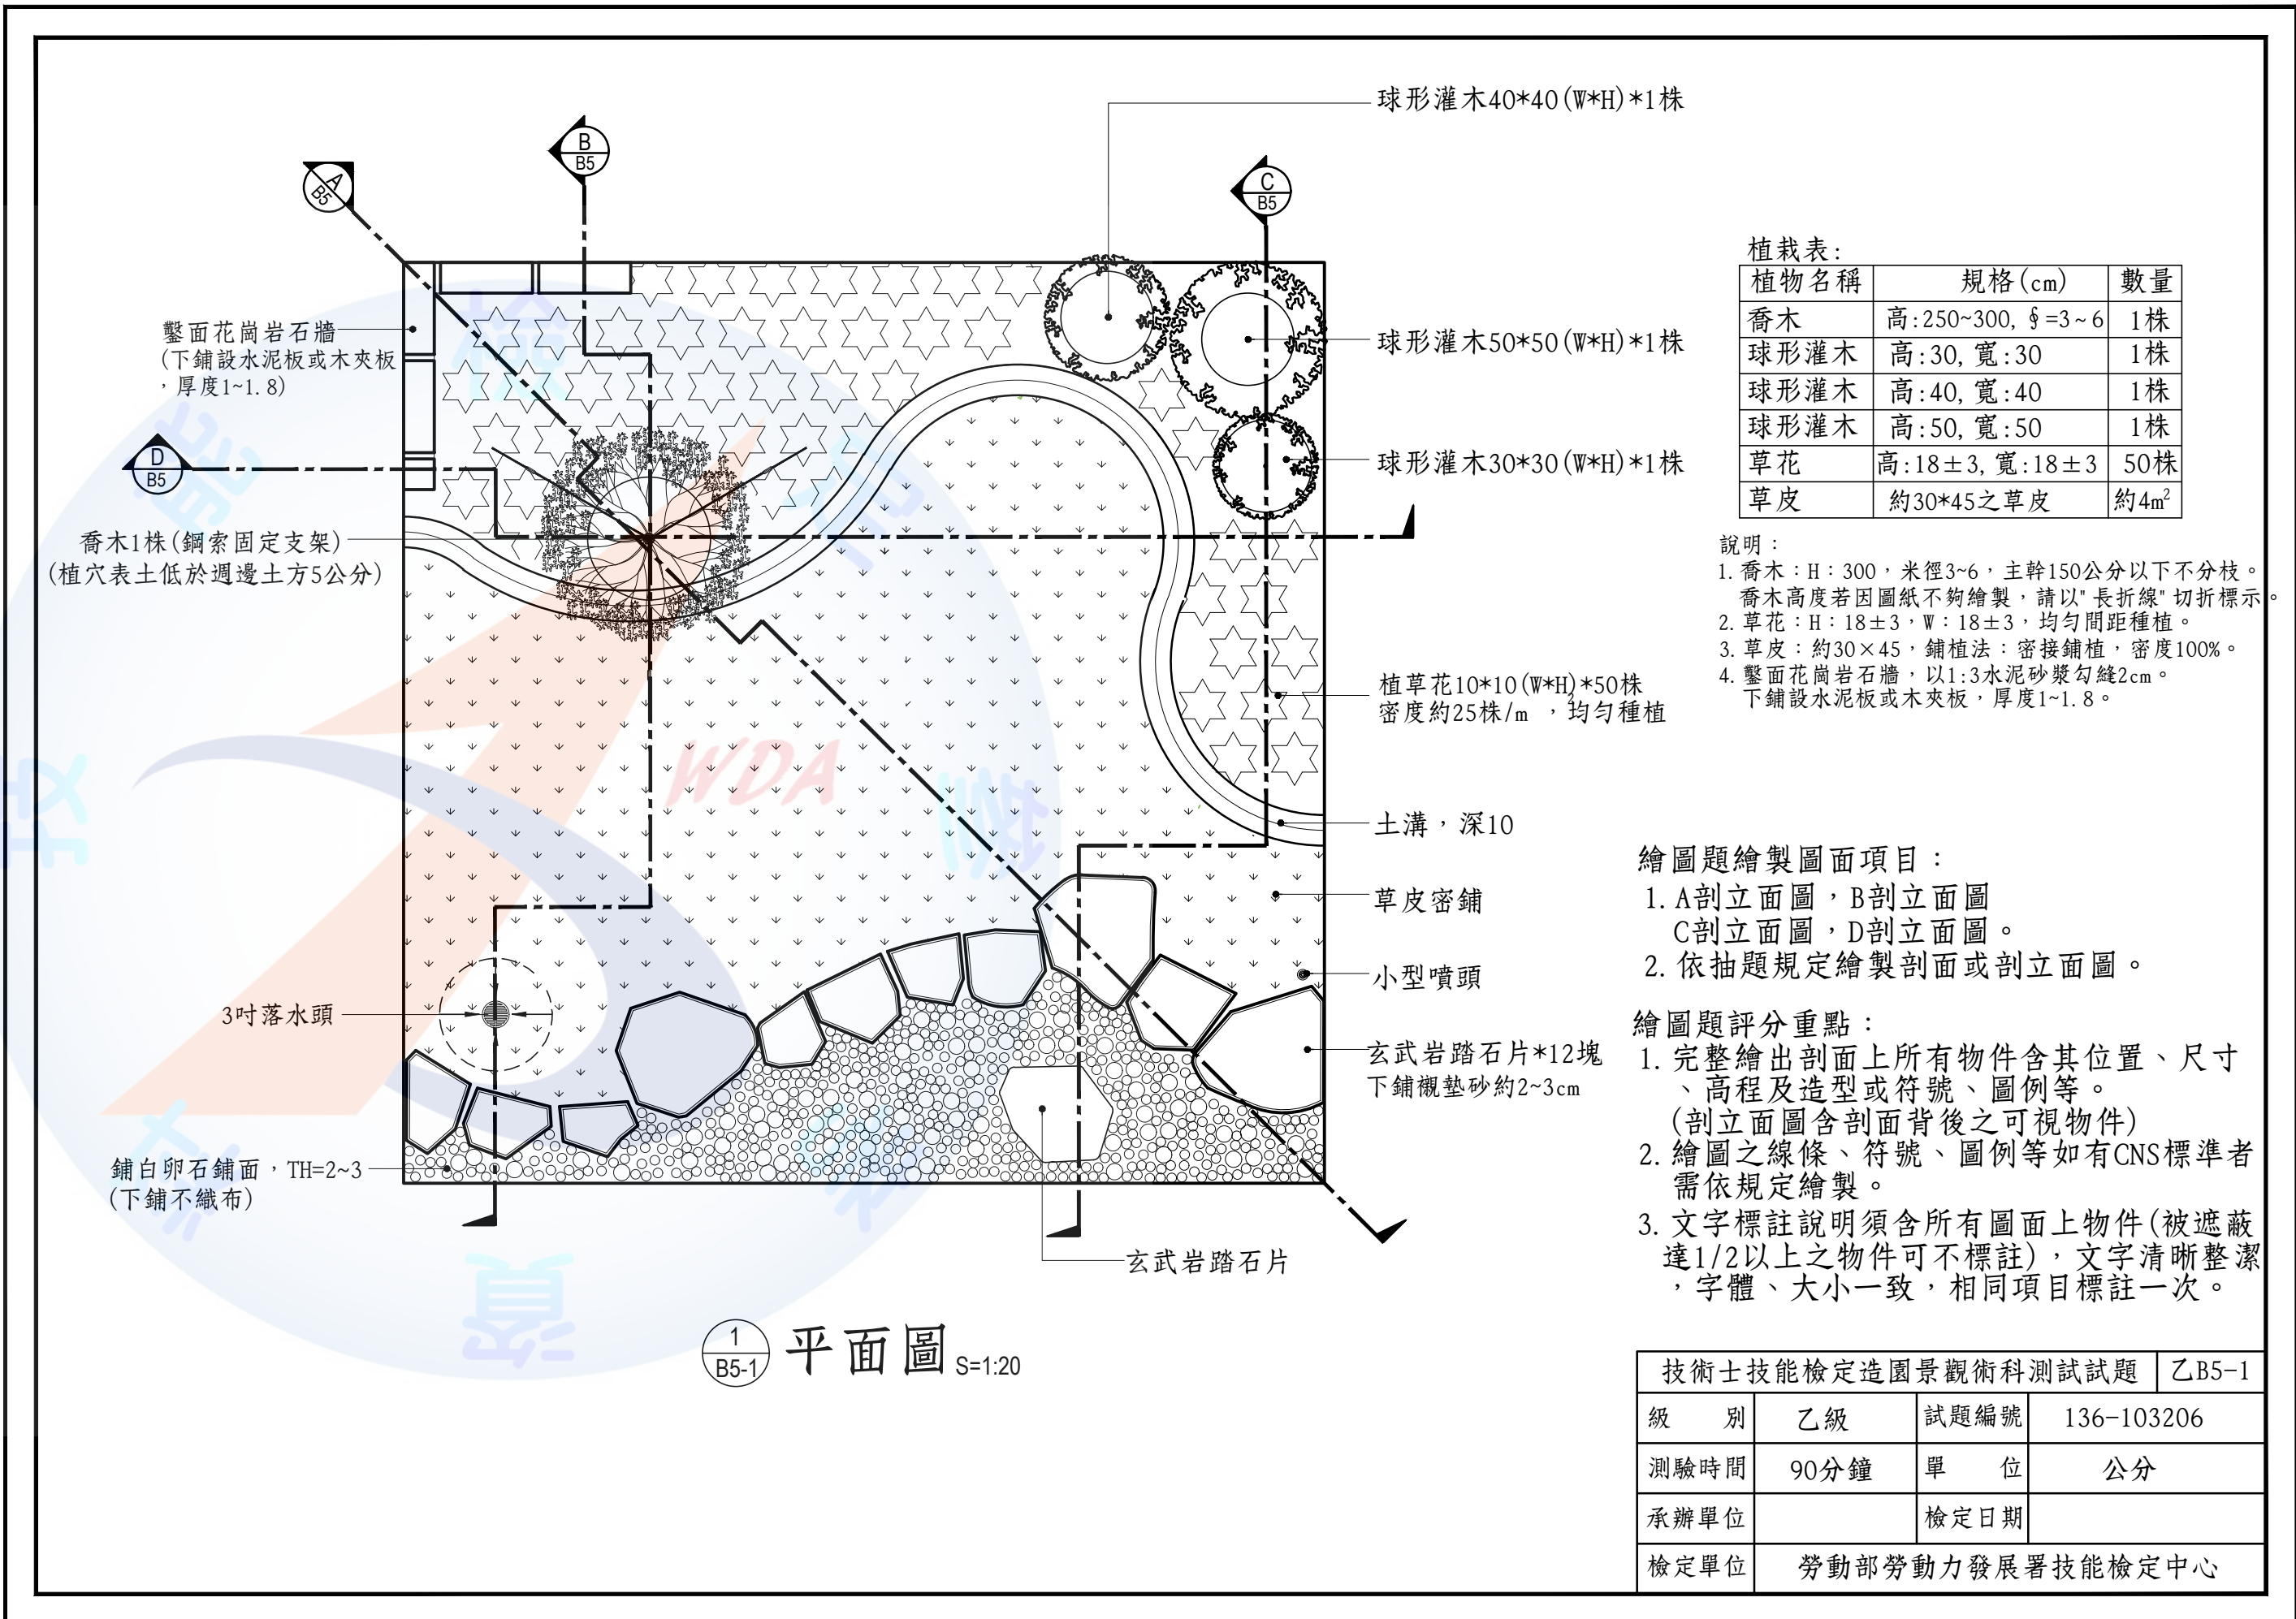 球形灌木40*40(W*H)*1株
B
B5
A
B5
C
B5
鑿面花崗岩石牆
(下鋪設水泥板或木夾板
，厚度1~1.8)
球形灌木50*50(W*H)*1株
D
B5
球形灌木30*30(W*H)*1株
喬木1株(鋼索固定支架)
(植穴表土低於週邊土方5公分)
植草花10*10(W*H)*50株
密度約25株/m²，均勻種植
土溝，深10
草皮密鋪
小型噴頭
3吋落水頭
玄武岩踏石片*12塊
下鋪襯墊砂約2~3cm
鋪白卵石鋪面，TH=2~3
(下鋪不織布)
玄武岩踏石片
1
B5-1
平面圖 S=1:20
WDA
植栽表:
植物名稱 規格(cm) 數量
喬木 高:250~300, ∮=3~6 1株
球形灌木 高:30, 寬:30 1株
球形灌木 高:40, 寬:40 1株
球形灌木 高:50, 寬:50 1株
草花 高:18±3, 寬:18±3 50株
草皮 約30*45之草皮 約4m²
說明：
1. 喬木：H：300，米徑3~6，主幹150公分以下不分枝。
喬木高度若因圖紙不夠繪製，請以"長折線"切折標示。
2. 草花：H：18±3，W：18±3，均勻間距種植。
3. 草皮：約30×45，鋪植法：密接鋪植，密度100%。
4. 鑿面花崗岩石牆，以1:3水泥砂漿勾縫2cm。
下鋪設水泥板或木夾板，厚度1~1.8。
繪圖題繪製圖面項目：
1. A剖立面圖，B剖立面圖
C剖立面圖，D剖立面圖。
2. 依抽題規定繪製剖面或剖立面圖。
繪圖題評分重點：
1. 完整繪出剖面上所有物件含其位置、尺寸
、高程及造型或符號、圖例等。
(剖立面圖含剖面背後之可視物件)
2. 繪圖之線條、符號、圖例等如有CNS標準者
需依規定繪製。
3. 文字標註說明須含所有圖面上物件(被遮蔽
達1/2以上之物件可不標註)，文字清晰整潔
，字體、大小一致，相同項目標註一次。
技術士技能檢定造園景觀術科測試試題 乙B5-1
級 別 乙級 試題編號 136-103206
測驗時間 90分鐘 單 位 公分
承辦單位 檢定日期
檢定單位 勞動部勞動力發展署技能檢定中心